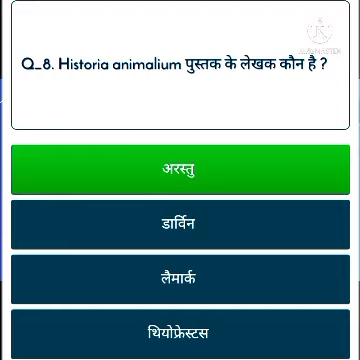 Q_8. Historia animalium पुस्तक के लेखक कौन है ?
अरस्तु
डार्विन
लैमार्क
थियोफ्रेस्टस